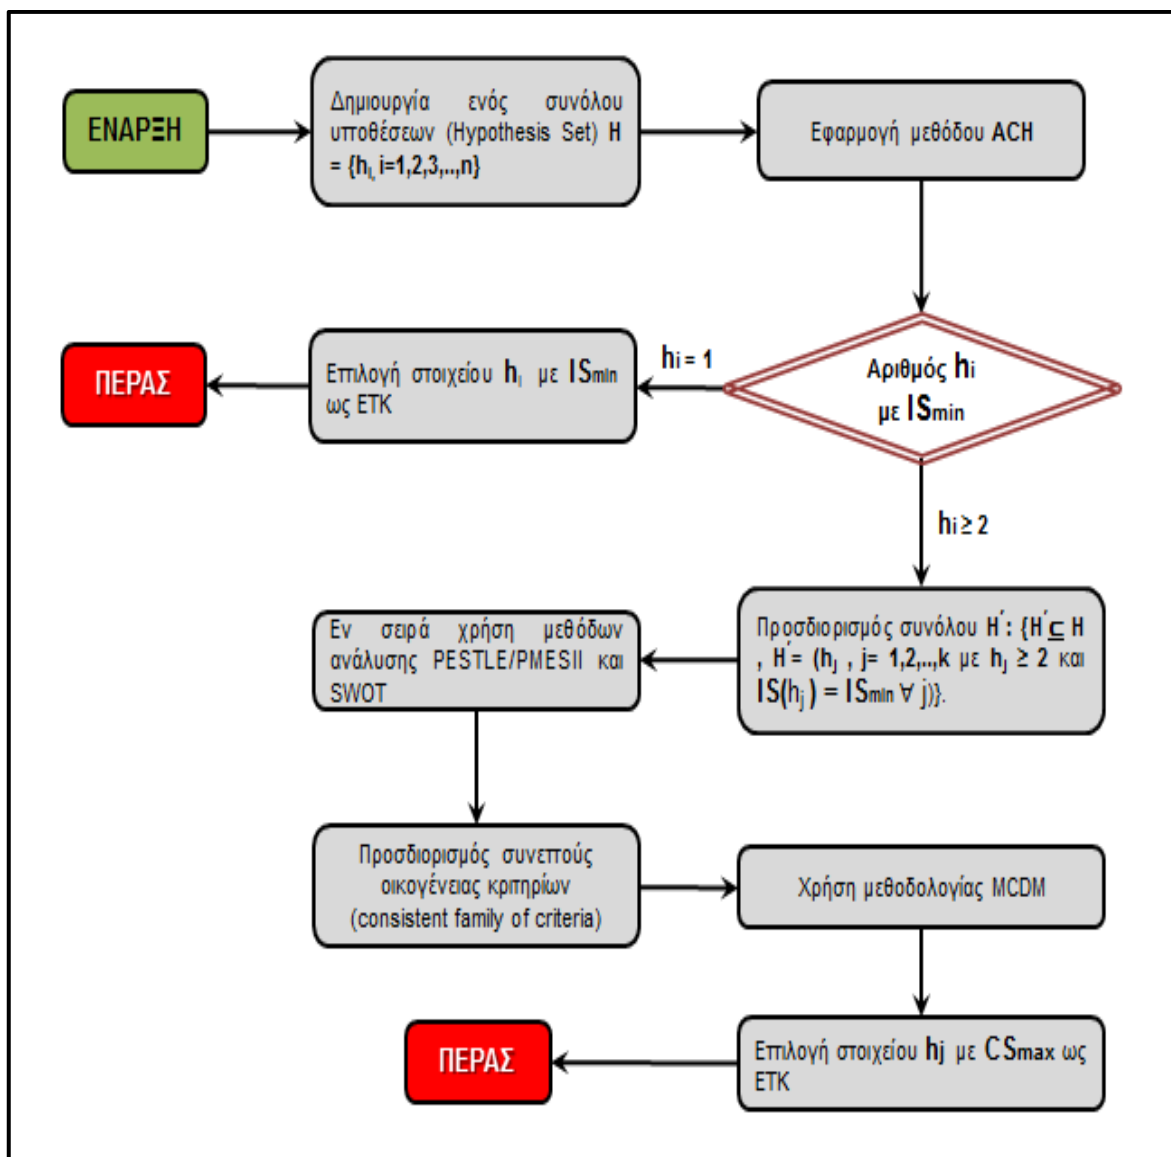 ΕΝΑΡΞΗ
Δημιουργία ενός συνόλου
υποθέσεων (Hypothesis Set) H
= {hi, i=1,2,3,..,n}
Εφαρμογή μεθόδου ACH
Αριθμός hi
με ISmin
hi = 1
Επιλογή στοιχείου hi με ISmin
ως ΕΤΚ
ΠΕΡΑΣ
hi ≥ 2
Προσδιορισμός συνόλου H΄: {H΄⊆ H
, H΄= (hj , j= 1,2,..,k με hj ≥ 2 και
IS(hj ) = ISmin ∀ j)}.
Εν σειρά χρήση μεθόδων
ανάλυσης PESTLE/PMESII και
SWOT
Προσδιορισμός συνεπούς
οικογένειας κριτηρίων
(consistent family of criteria)
Χρήση μεθοδολογίας MCDM
Επιλογή στοιχείου hj με CSmax ως
ΕΤΚ
ΠΕΡΑΣ